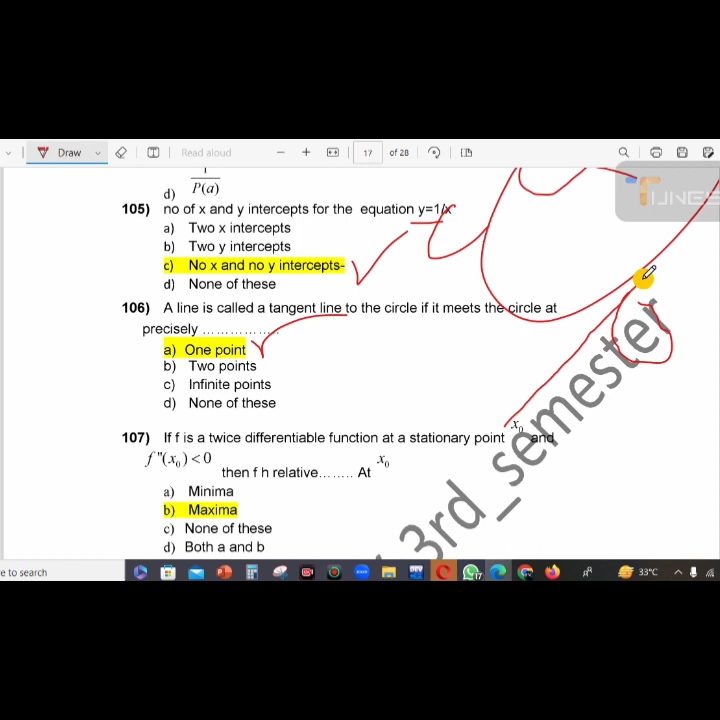 Draw
Read aloud
17
of 28
d) 1/P(a)
105) no of x and y intercepts for the equation y=1/x
a) Two x intercepts
b) Two y intercepts
c) No x and no y intercepts-
d) None of these
106) A line is called a tangent line to the circle if it meets the circle at
precisely ………………
a) One point
b) Two points
c) Infinite points
d) None of these
107) If f is a twice differentiable function at a stationary point x₀ and
f ''(x₀) < 0
then f h relative…….. At x₀
a) Minima
b) Maxima
c) None of these
d) Both a and b
3rd_semester
TUNES
e to search
17
33°C